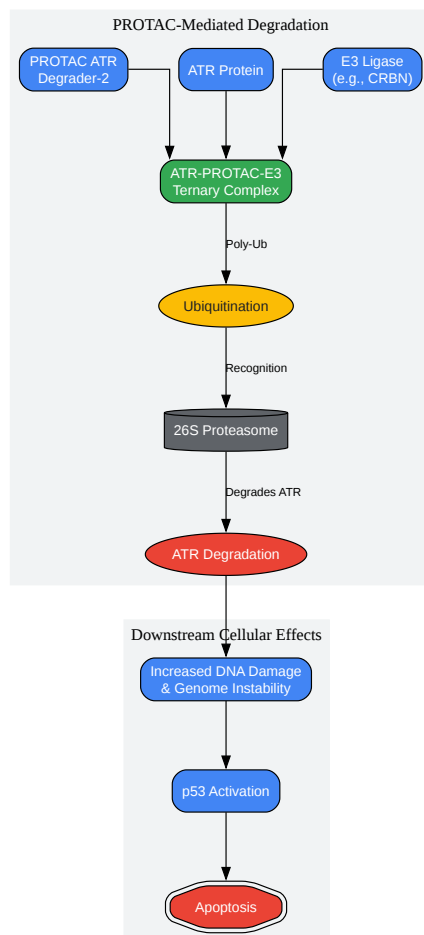 PROTAC-Mediated Degradation
PROTAC ATR
Degrader-2
ATR Protein
E3 Ligase
(e.g., CRBN)
ATR-PROTAC-E3
Ternary Complex
Poly-Ub
Ubiquitination
Recognition
26S Proteasome
Degrades ATR
ATR Degradation
Downstream Cellular Effects
Increased DNA Damage
& Genome Instability
p53 Activation
Apoptosis